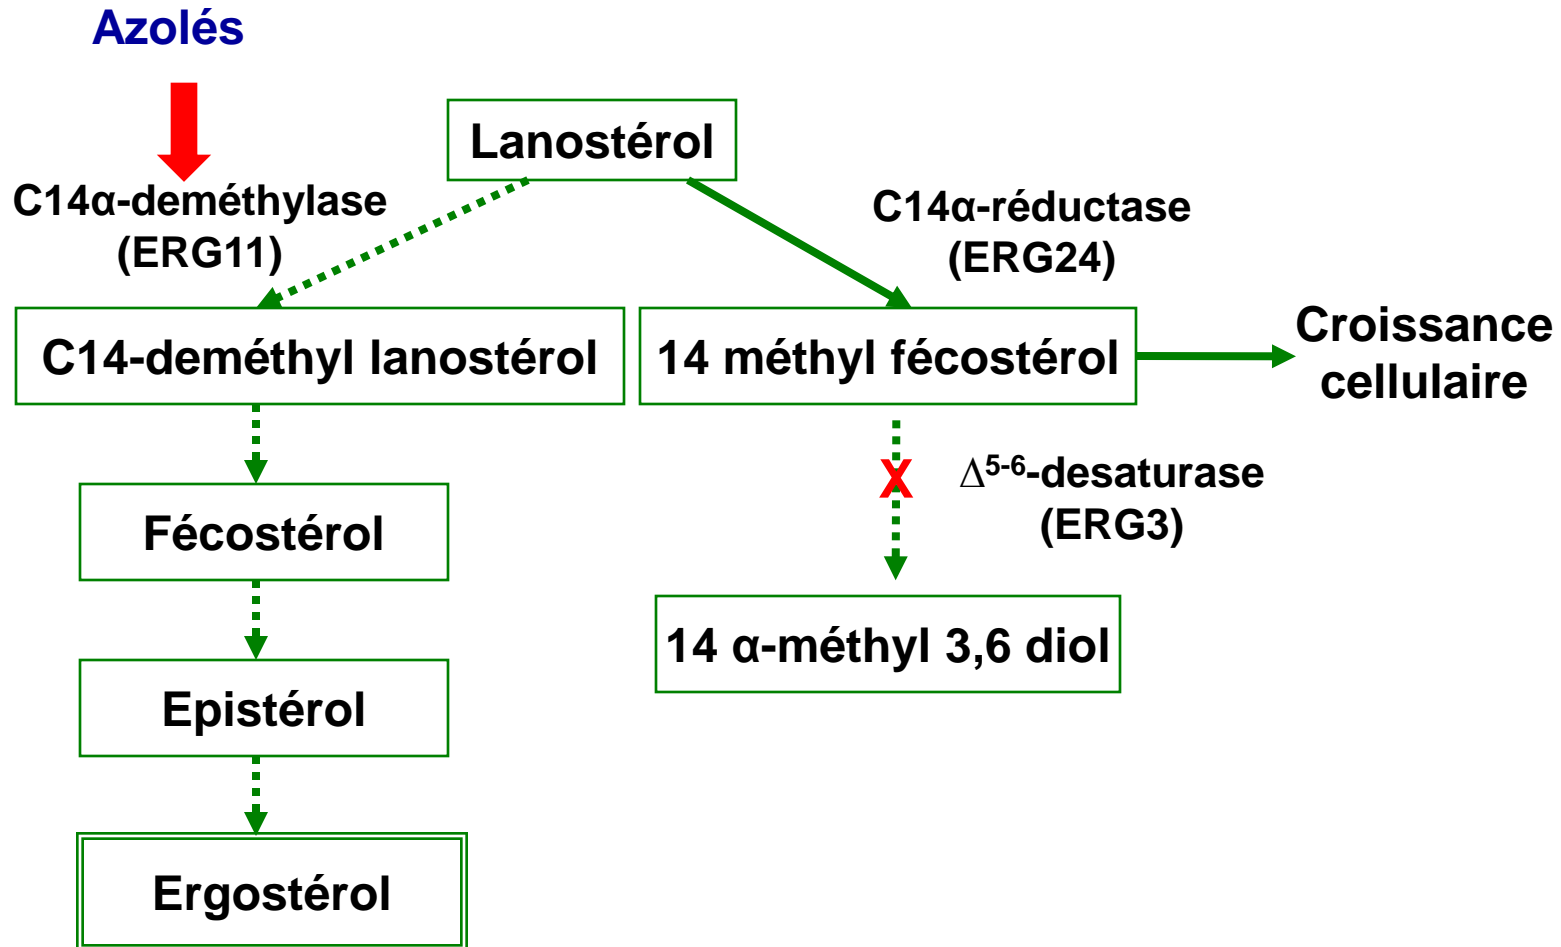 Azolés
Lanostérol
C14α-deméthylase
(ERG11)
C14α-réductase
(ERG24)
C14-deméthyl lanostérol
14 méthyl fécostérol
Croissance
cellulaire
X
Δ5-6-desaturase
(ERG3)
Fécostérol
14 α-méthyl 3,6 diol
Epistérol
Ergostérol